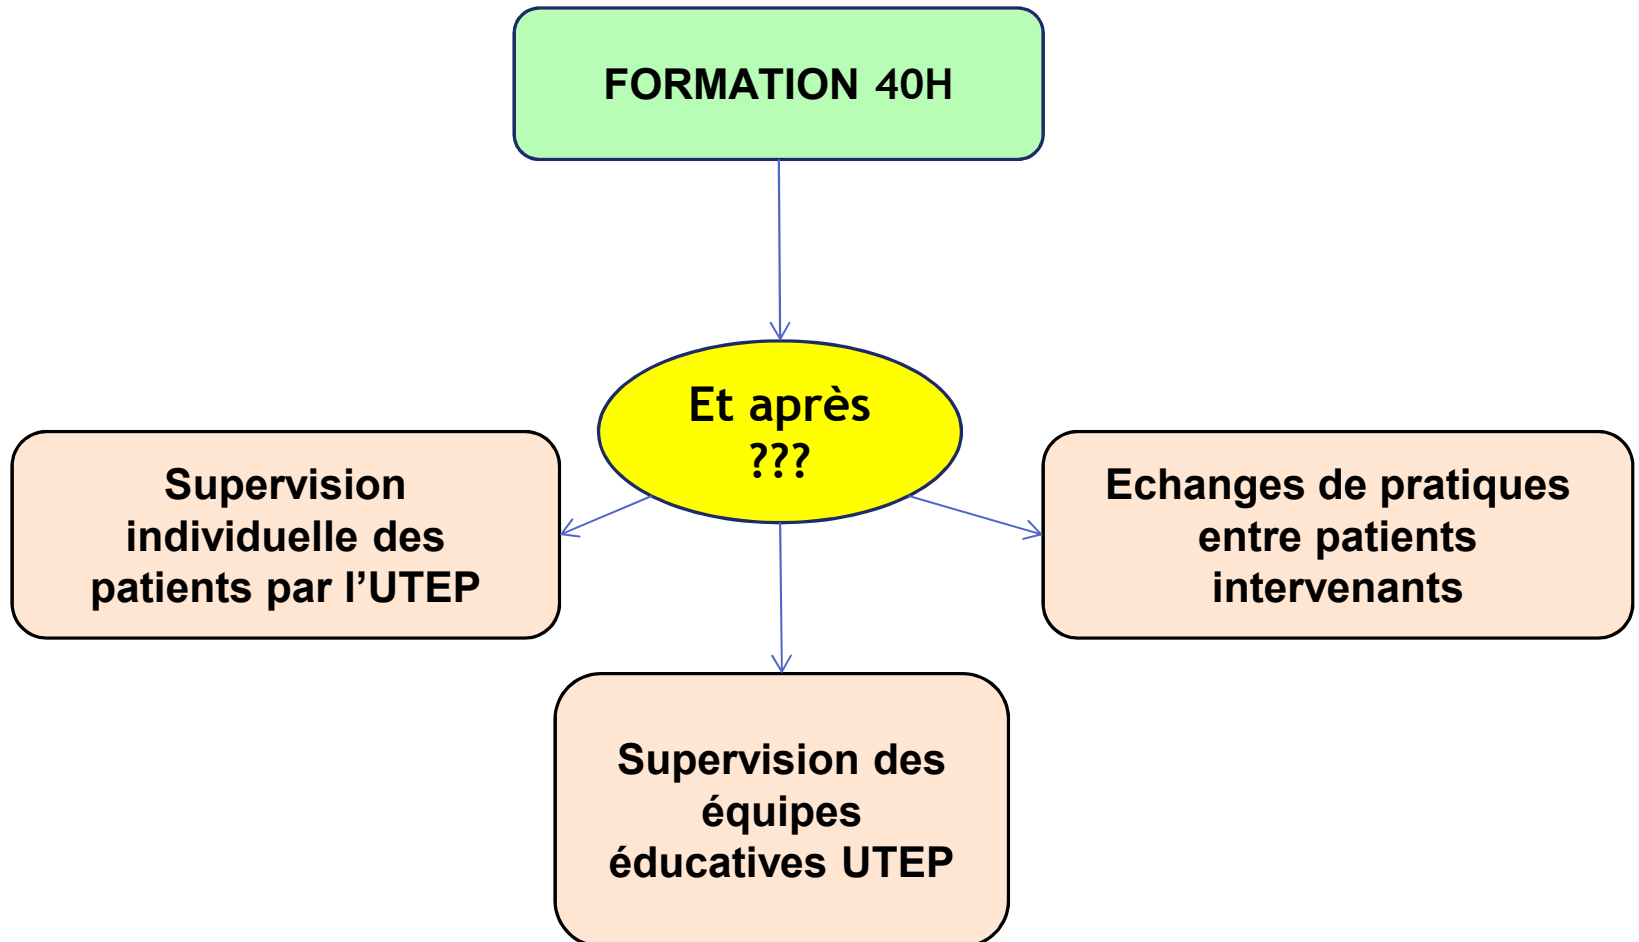 FORMATION 40H
Et après
???
Supervision
individuelle des
patients par l’UTEP
Echanges de pratiques
entre patients
intervenants
Supervision des
équipes
éducatives UTEP